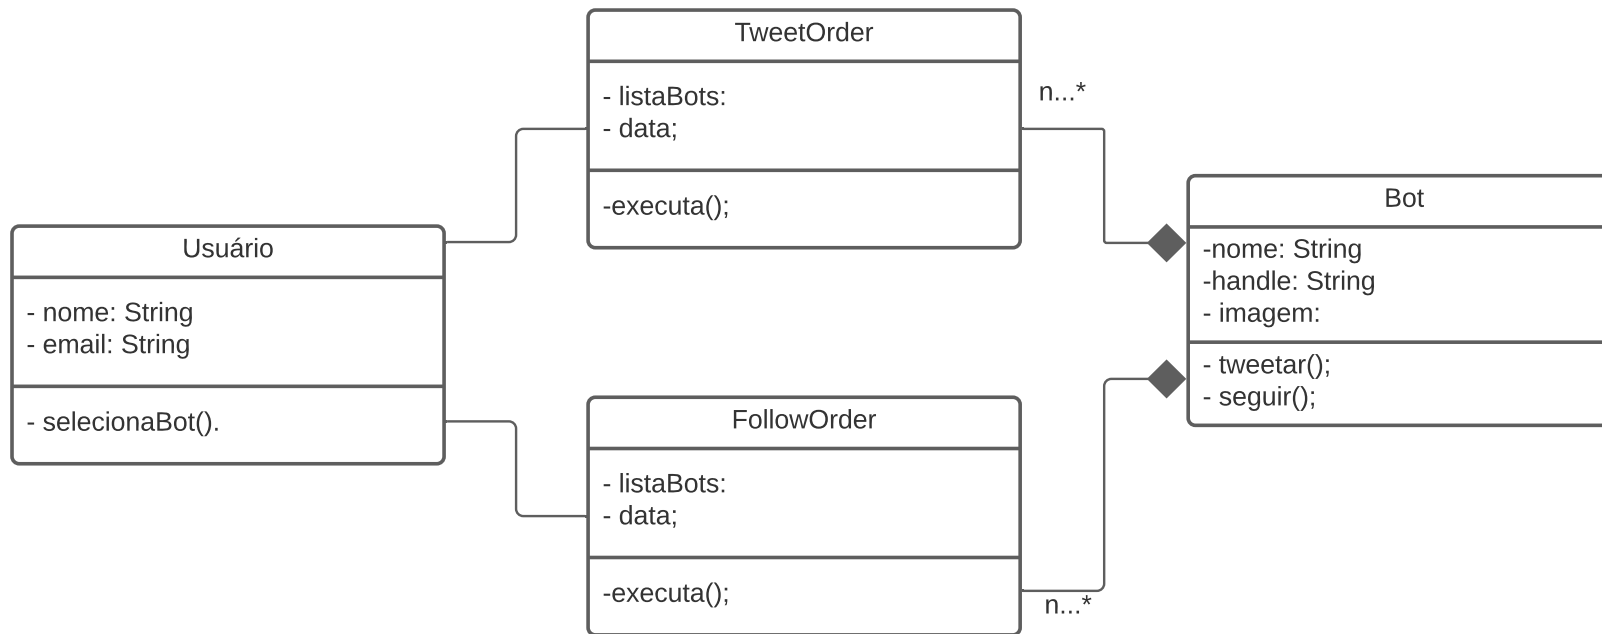 TweetOrder
- listaBots:
- data;
-executa();
n...*
Usuário
- nome: String
- email: String
- selecionaBot().
Bot
-nome: String
-handle: String
- imagem:
- tweetar();
- seguir();
FollowOrder
- listaBots:
- data;
-executa();
n...*